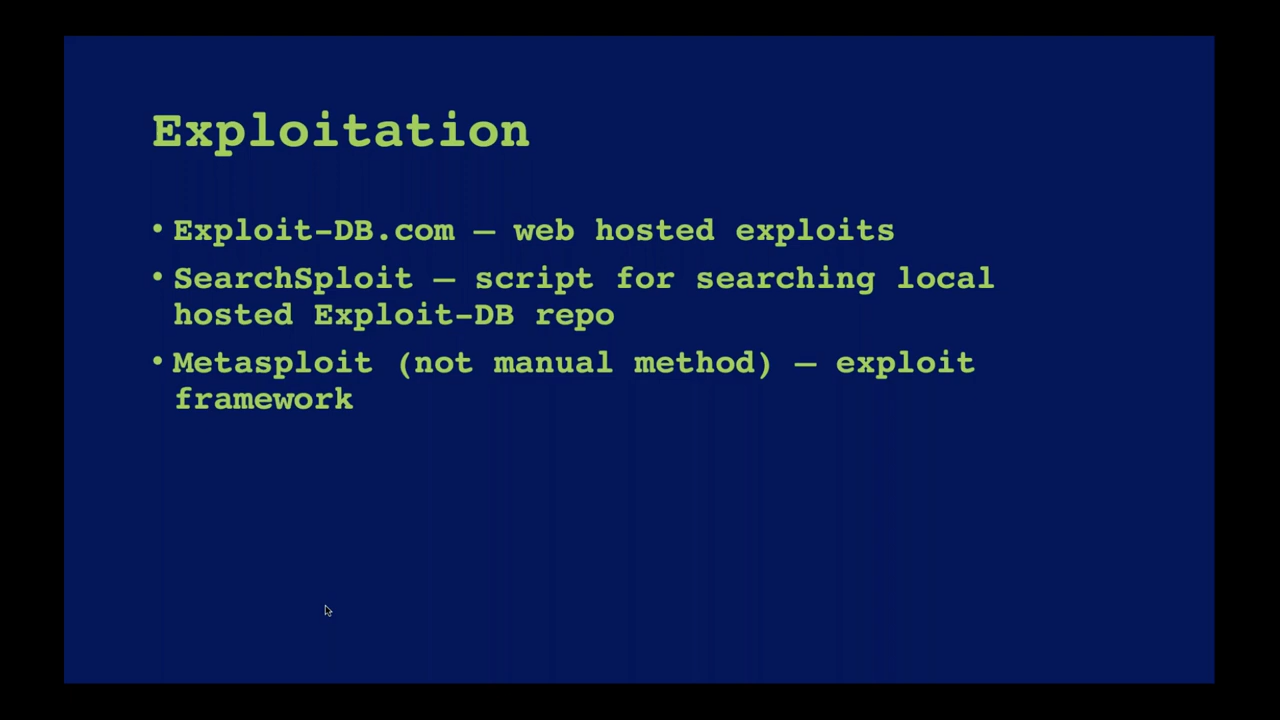 Exploitation
• Exploit-DB.com – web hosted exploits
• SearchSploit – script for searching local
hosted Exploit-DB repo
• Metasploit (not manual method) – exploit
framework